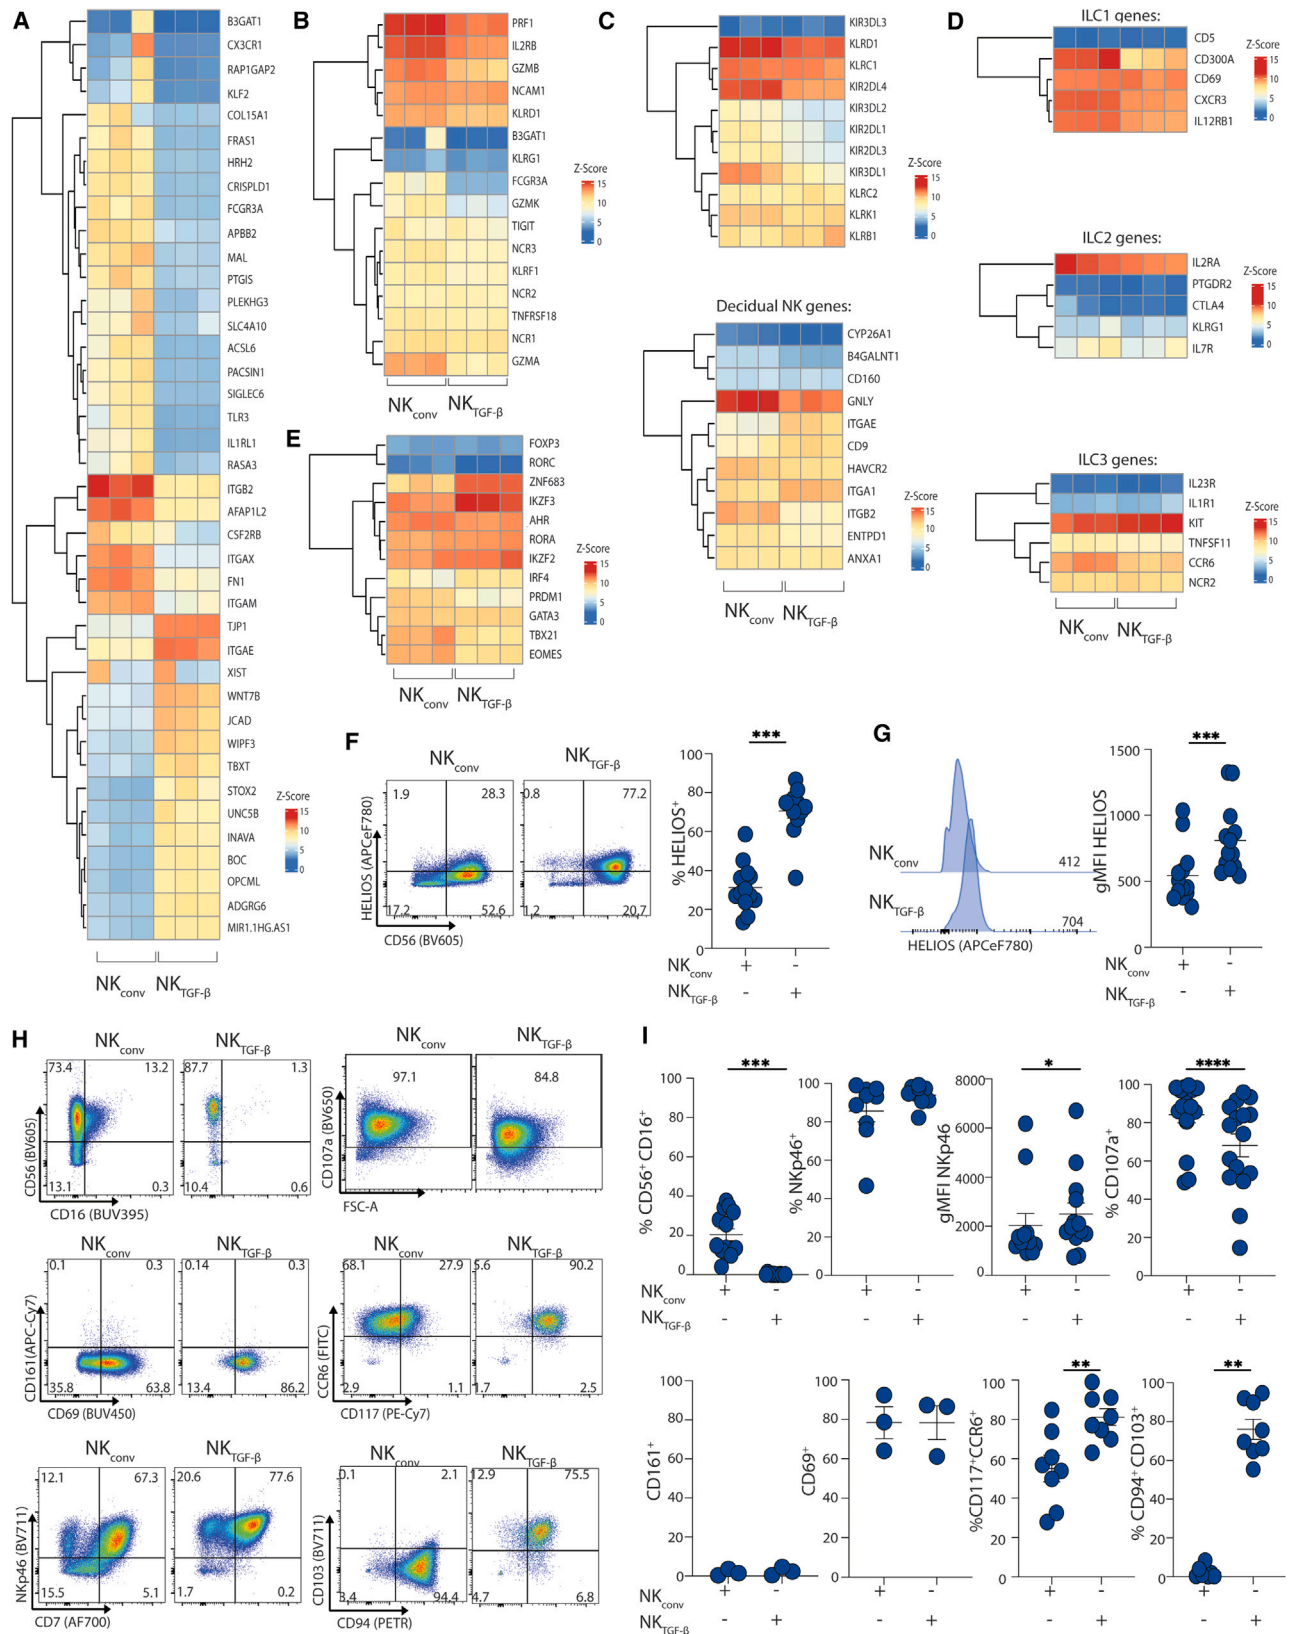 A
B3GAT1
CX3CR1
RAP1GAP2
KLF2
COL15A1
FRAS1
HRH2
CRISPLD1
FCGR3A
APBB2
MAL
PTGIS
PLEKHG3
SLC4A10
ACSL6
PACSIN1
SIGLEC6
TLR3
IL1RL1
RASA3
ITGB2
AFAP1L2
CSF2RB
ITGAX
FN1
ITGAM
TJP1
ITGAE
XIST
WNT7B
JCAD
WIPF3
TBXT
STOX2
UNC5B
INAVA
BOC
OPCML
ADGRG6
MIR1.1HG.AS1
Z-Score
15
10
5
0
NKconv NKTGF-β
B
PRF1
IL2RB
GZMB
NCAM1
KLRD1
B3GAT1
KLRG1
FCGR3A
GZMK
TIGIT
NCR3
KLRF1
NCR2
TNFRSF18
NCR1
GZMA
Z-Score
15
10
5
0
NKconv NKTGF-β
C
KIR3DL3
KLRD1
KLRC1
KIR2DL4
KIR3DL2
KIR2DL1
KIR2DL3
KIR3DL1
KLRC2
KLRK1
KLRB1
Z-Score
15
10
5
0
Decidual NK genes:
CYP26A1
B4GALNT1
CD160
GNLY
ITGAE
CD9
HAVCR2
ITGA1
ITGB2
ENTPD1
ANXA1
Z-Score
15
10
5
0
NKconv NKTGF-β
D
ILC1 genes:
CD5
CD300A
CD69
CXCR3
IL12RB1
Z-Score
15
10
5
0
ILC2 genes:
IL2RA
PTGDR2
CTLA4
KLRG1
IL7R
Z-Score
15
10
5
0
ILC3 genes:
IL23R
IL1R1
KIT
TNFSF11
CCR6
NCR2
Z-Score
15
10
5
0
NKconv NKTGF-β
E
FOXP3
RORC
ZNF683
IKZF3
AHR
RORA
IKZF2
IRF4
PRDM1
GATA3
TBX21
EOMES
Z-Score
15
10
5
0
NKconv NKTGF-β
F
NKconv NKTGF-β
1.9 28.3 0.8 77.2
17.2 52.6 1.2 20.7
HELIOS (APCeF780)
CD56 (BV605)
***
% HELIOS+
100
80
60
40
20
0
NKconv + -
NKTGF-β - +
G
NKconv 412
NKTGF-β 704
HELIOS (APCeF780)
***
gMFI HELIOS
1500
1000
500
0
NKconv + -
NKTGF-β - +
H
NKconv NKTGF-β
73.4 13.2 87.7 1.3
13.1 0.3 10.4 0.6
CD56 (BV605)
CD16 (BUV395)
NKconv NKTGF-β
97.1 84.8
CD107a (BV650)
FSC-A
NKconv NKTGF-β
0.1 0.3 0.14 0.3
35.8 63.8 13.4 86.2
CD161(APC-Cy7)
CD69 (BUV450)
NKconv NKTGF-β
68.1 27.9 5.6 90.2
2.9 1.1 1.7 2.5
CCR6 (FITC)
CD117 (PE-Cy7)
NKconv NKTGF-β
12.1 67.3 20.6 77.6
15.5 5.1 1.7 0.2
NKp46 (BV711)
CD7 (AF700)
NKconv NKTGF-β
0.1 2.1 12.9 75.5
3.4 94.4 4.7 6.8
CD103 (BV711)
CD94 (PETR)
I
***
% CD56+ CD16+
100
80
60
40
20
0
% NKp46+
100
80
60
40
20
0
*
gMFI NKp46
8000
6000
4000
2000
0
****
% CD107a+
100
80
60
40
20
0
NKconv + - + - + - + -
NKTGF-β - + - + - + - +
CD161+
100
80
60
40
20
0
CD69+
100
80
60
40
20
0
**
%CD117+CCR6+
100
80
60
40
20
0
**
% CD94+ CD103+
100
80
60
40
20
0
NKconv + - + - + - + -
NKTGF-β - + - + - + - +